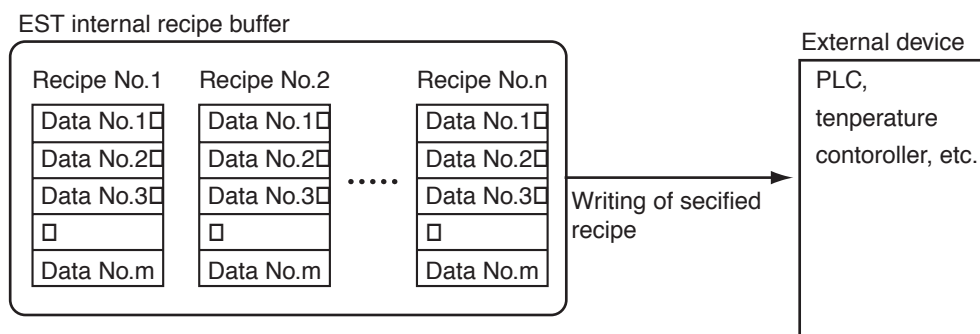 EST internal recipe buffer
External device
Recipe No.1 Recipe No.2 Recipe No.n
PLC,
Data No.1□ Data No.1□ Data No.1□
tenperature
Data No.2□ Data No.2□ Data No.2□
contoroller, etc.
Data No.3□ ..... Data No.3□ Data No.3□
Writing of secified
□ □ □
recipe
Data No.m Data No.m Data No.m